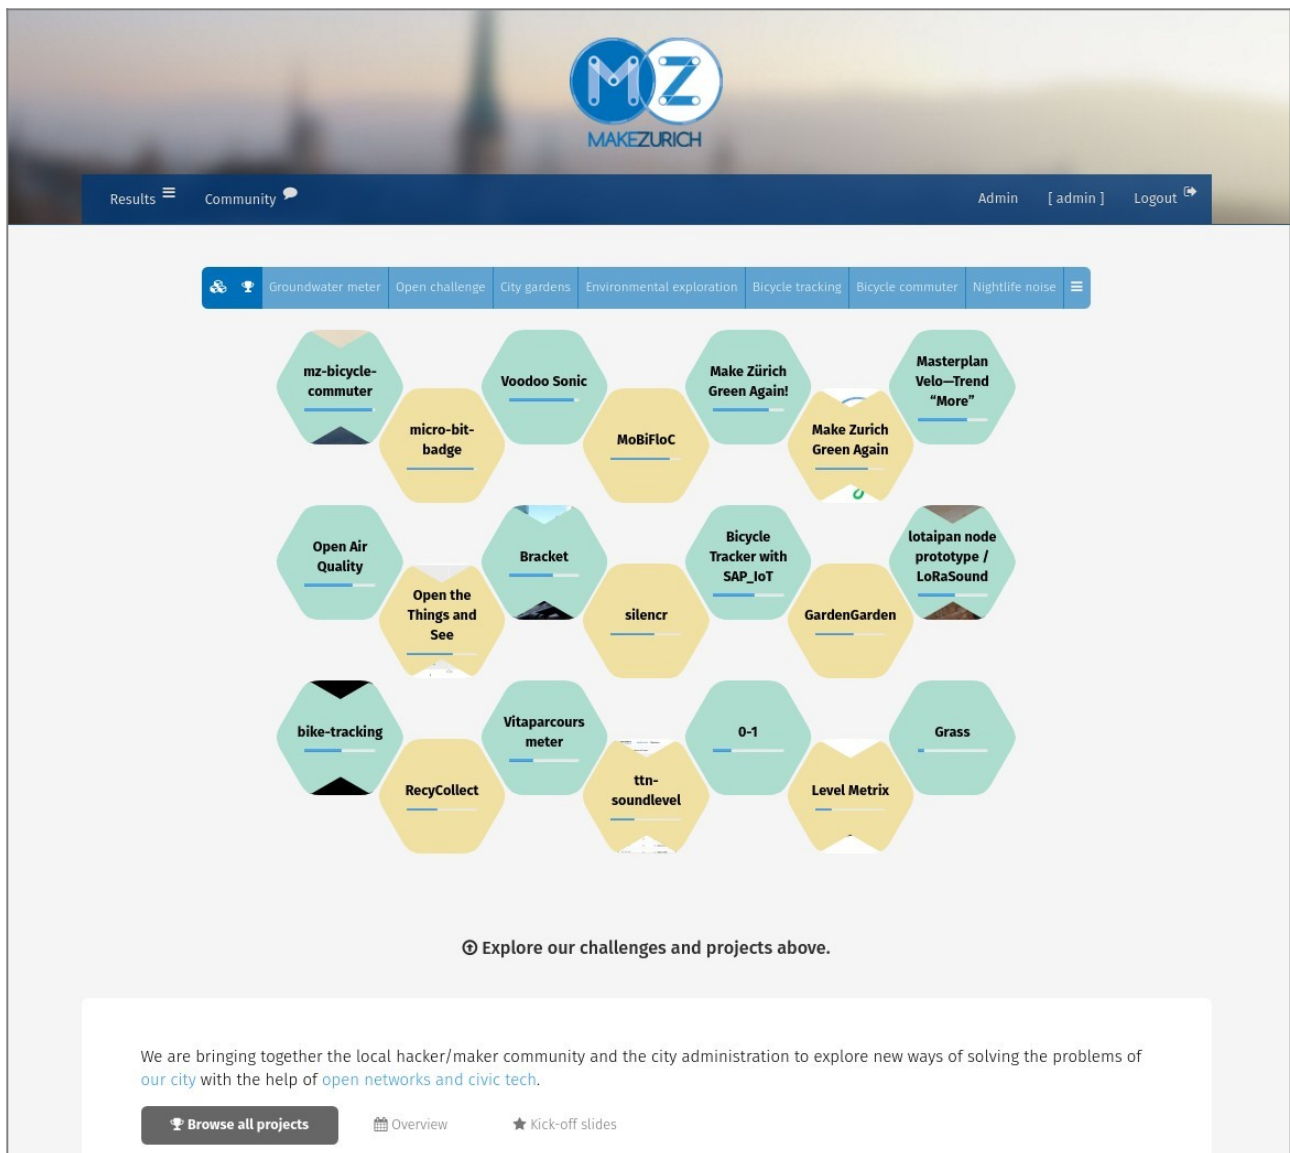 MZ
MAKEZURICH
Results Community Admin [ admin ] Logout
Groundwater meter Open challenge City gardens Environmental exploration Bicycle tracking Bicycle commuter Nightlife noise
mz-bicycle-
commuter
micro-bit-
badge
Voodoo Sonic
MoBiFloC
Make Zürich
Green Again!
Make Zurich
Green Again
Masterplan
Velo—Trend
“More”
Open Air
Quality
Open the
Things and
See
Bracket
silencr
Bicycle
Tracker with
SAP_IoT
GardenGarden
lotaipan node
prototype /
LoRaSound
bike-tracking
RecyCollect
Vitaparcours
meter
ttn-
soundlevel
0-1
Level Metrix
Grass
Explore our challenges and projects above.
We are bringing together the local hacker/maker community and the city administration to explore new ways of solving the problems of
our city with the help of open networks and civic tech.
Browse all projects Overview Kick-off slides